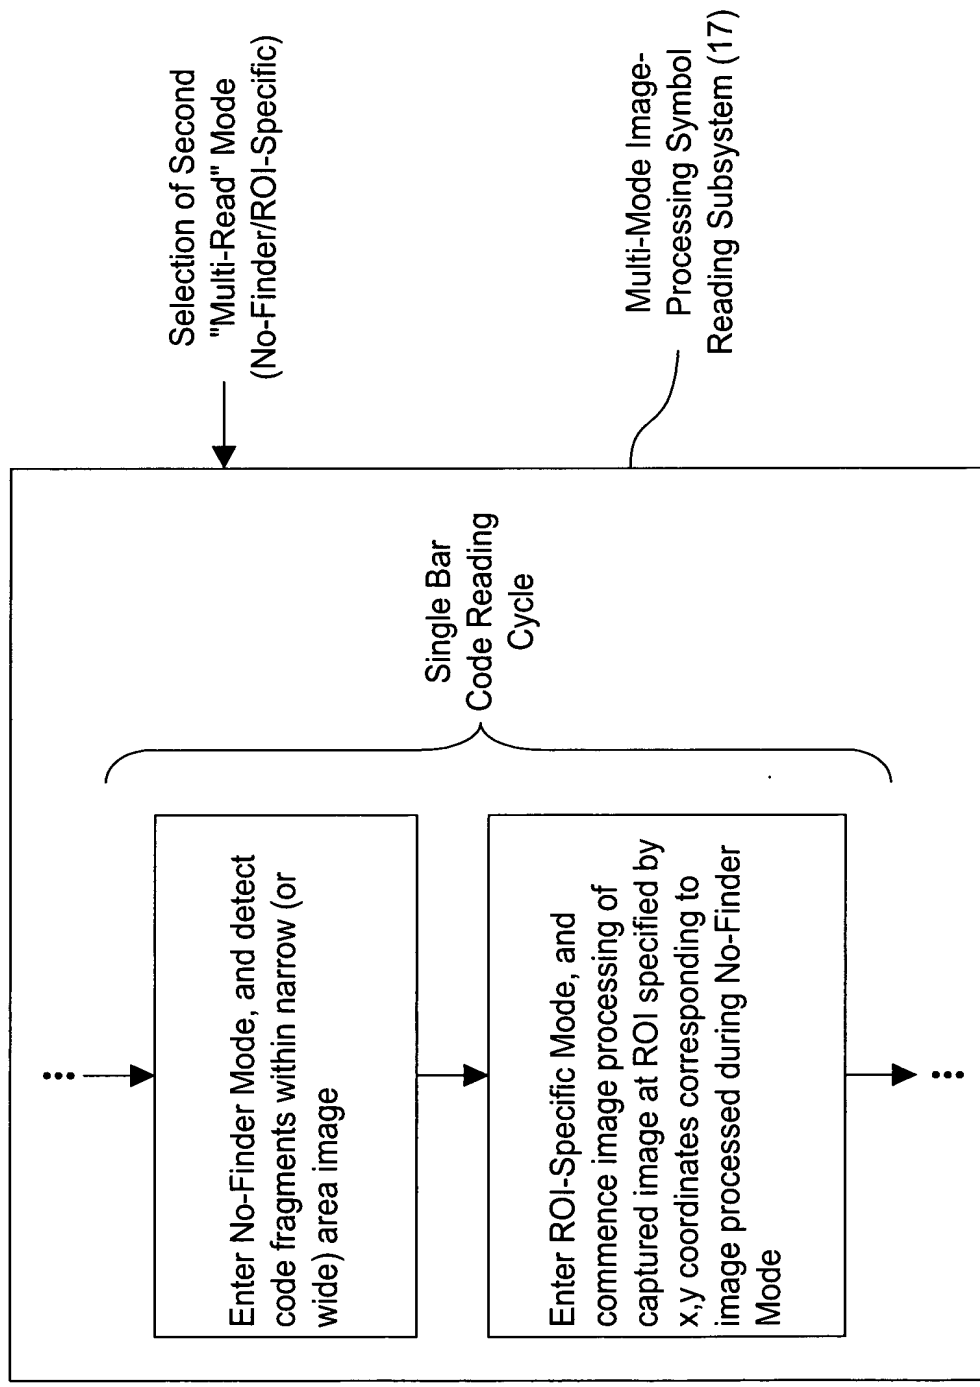 Selection of Second
"Multi-Read" Mode
(No-Finder/ROI-Specific)
Multi-Mode Image-
Processing Symbol
Reading Subsystem (17)
Single Bar
Code Reading
Cycle
Enter No-Finder Mode, and detect
code fragments within narrow (or
wide) area image
Enter ROI-Specific Mode, and
commence image processing of
captured image at ROI specified by
x,y coordinates corresponding to
image processed during No-Finder
Mode